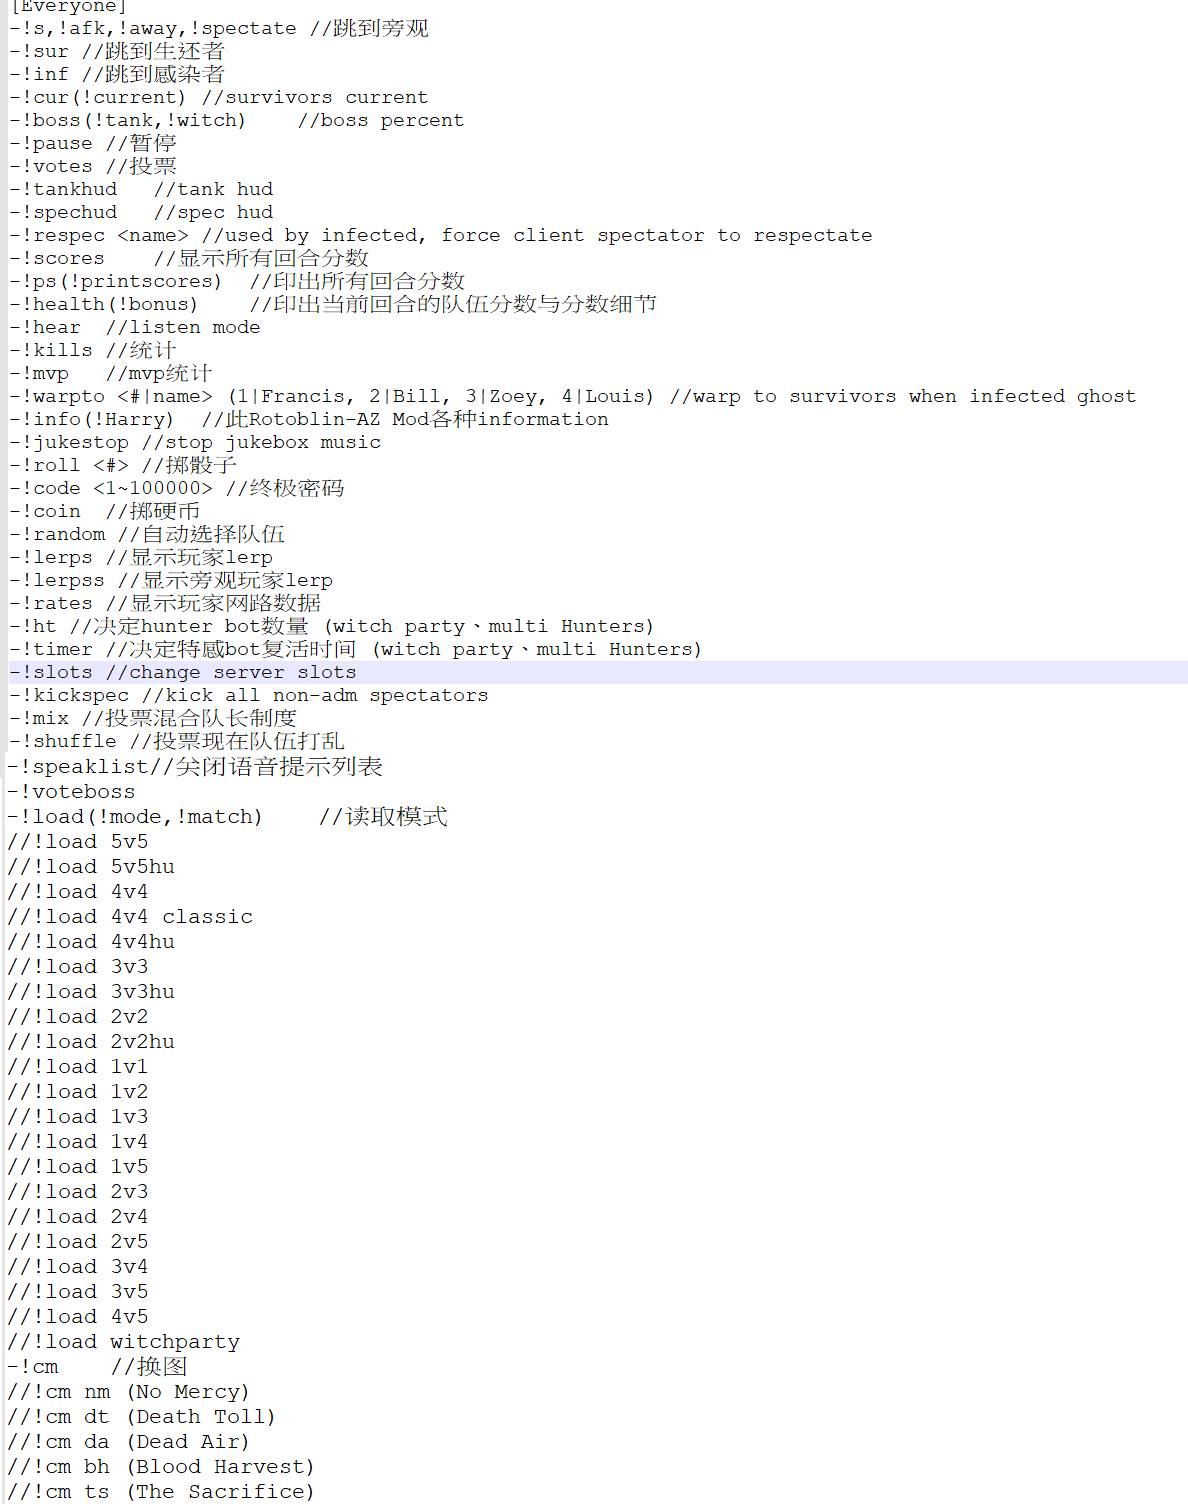 [Everyone]
-!s,!afk,!away,!spectate //跳到旁观
-!sur //跳到生还者
-!inf //跳到感染者
-!cur(!current) //survivors current
-!boss(!tank,!witch)    //boss percent
-!pause //暂停
-!votes //投票
-!tankhud   //tank hud
-!spechud   //spec hud
-!respec <name> //used by infected, force client spectator to respectate
-!scores    //显示所有回合分数
-!ps(!printscores)  //印出所有回合分数
-!health(!bonus)    //印出当前回合的队伍分数与分数细节
-!hear  //listen mode
-!kills //统计
-!mvp   //mvp统计
-!warpto <#|name> (1|Francis, 2|Bill, 3|Zoey, 4|Louis) //warp to survivors when infected ghost
-!info(!Harry)  //此Rotoblin-AZ Mod各种information
-!jukestop //stop jukebox music
-!roll <#> //掷骰子
-!code <1~100000> //终极密码
-!coin  //掷硬币
-!random //自动选择队伍
-!lerps //显示玩家lerp
-!lerpss //显示旁观玩家lerp
-!rates //显示玩家网路数据
-!ht //决定hunter bot数量 (witch party、multi Hunters)
-!timer //决定特感bot复活时间 (witch party、multi Hunters)
-!slots //change server slots
-!kickspec //kick all non-adm spectators
-!mix //投票混合队长制度
-!shuffle //投票现在队伍打乱
-!speaklist//关闭语音提示列表
-!voteboss
-!load(!mode,!match)    //读取模式
//!load 5v5
//!load 5v5hu
//!load 4v4
//!load 4v4 classic
//!load 4v4hu
//!load 3v3
//!load 3v3hu
//!load 2v2
//!load 2v2hu
//!load 1v1
//!load 1v2
//!load 1v3
//!load 1v4
//!load 1v5
//!load 2v3
//!load 2v4
//!load 2v5
//!load 3v4
//!load 3v5
//!load 4v5
//!load witchparty
-!cm    //换图
//!cm nm (No Mercy)
//!cm dt (Death Toll)
//!cm da (Dead Air)
//!cm bh (Blood Harvest)
//!cm ts (The Sacrifice)